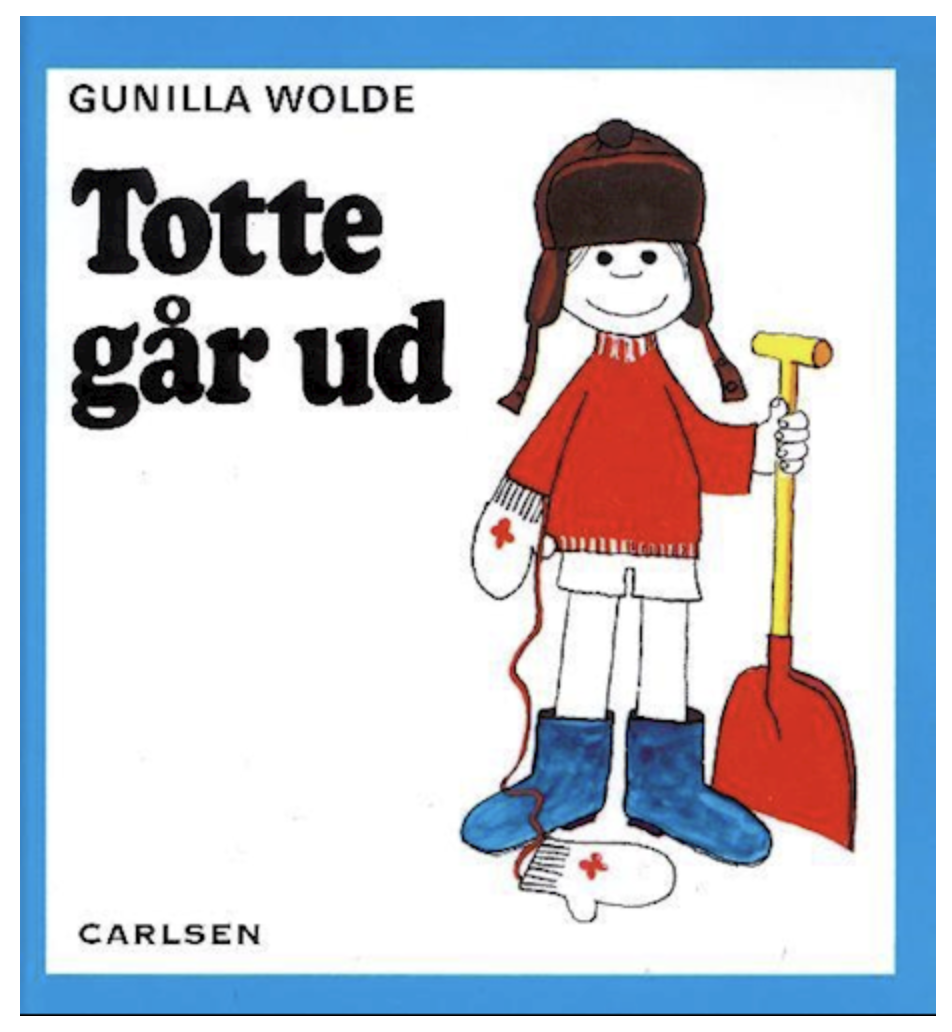 GUNILLA WOLDE
Totte
går ud
CARLSEN